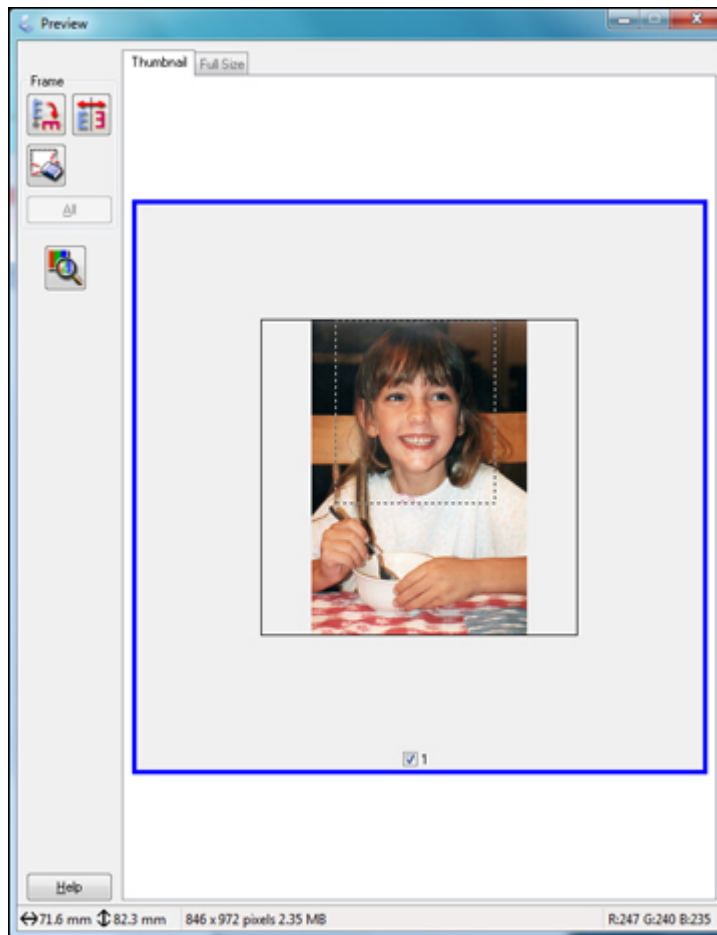 Preview
Thumbnail Full Size
Frame
All
1
Help
71.6 mm 82.3 mm 846 x 972 pixels 2.35 MB R:247 G:240 B:235